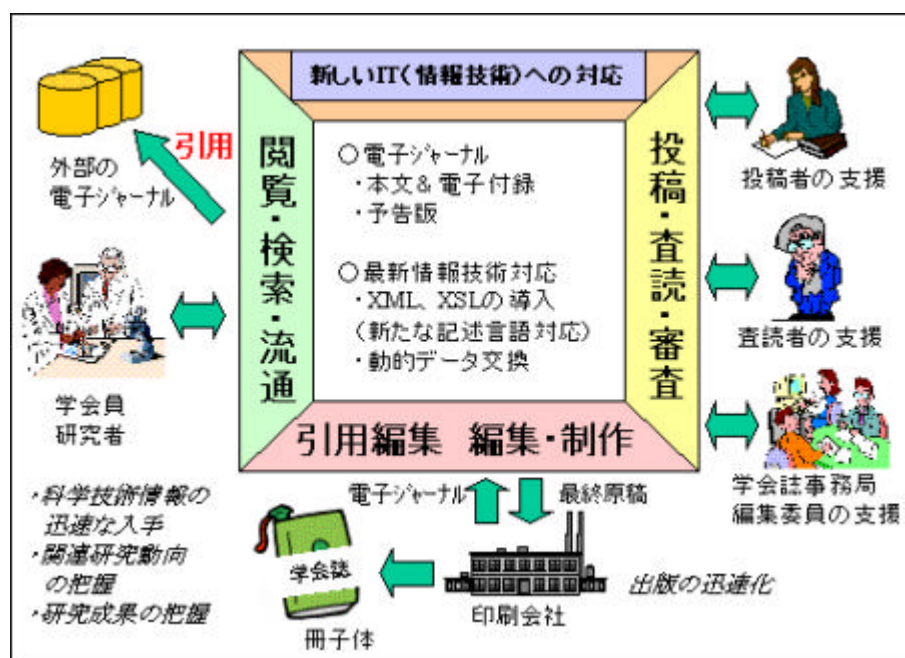 新しいIT(情報技術)への対応
引用
外部の
電子ジャーナル
閲覧・検索・流通
○電子ジャーナル
・本文&電子付録
・予告版
○最新情報技術対応
・XML、XSLの導入
(新たな記述言語対応)
・動的データ交換
投稿・査読・審査
投稿者の支援
査読者の支援
学会誌事務局
編集委員の支援
学会員
研究者
引用編集 編集・制作
電子ジャーナル
最終原稿
・科学技術情報の
迅速な入手
・関連研究動向
の把握
・研究成果の把握
学会誌
冊子体
印刷会社
出版の迅速化